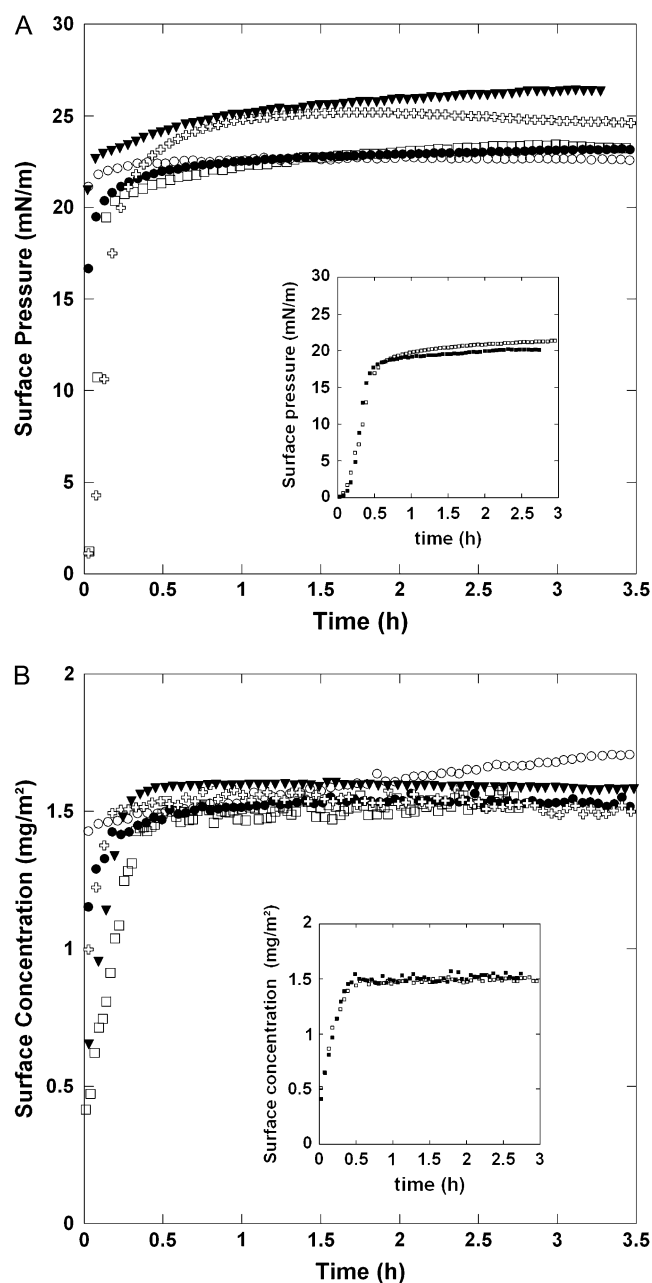 A
30
25
20
15
10
5
0
Surface Pressure (mN/m)
0 0.5 1 1.5 2 2.5 3 3.5
Time (h)
30
25
20
15
10
5
0
Surface pressure (mN/m)
0 0.5 1 1.5 2 2.5 3
time (h)
B
2
1.5
1
0.5
0
Surface Concentration (mg/m²)
0 0.5 1 1.5 2 2.5 3 3.5
Time (h)
2
1.5
1
0.5
0
Surface concentration (mg/m²)
0 0.5 1 1.5 2 2.5 3
time (h)